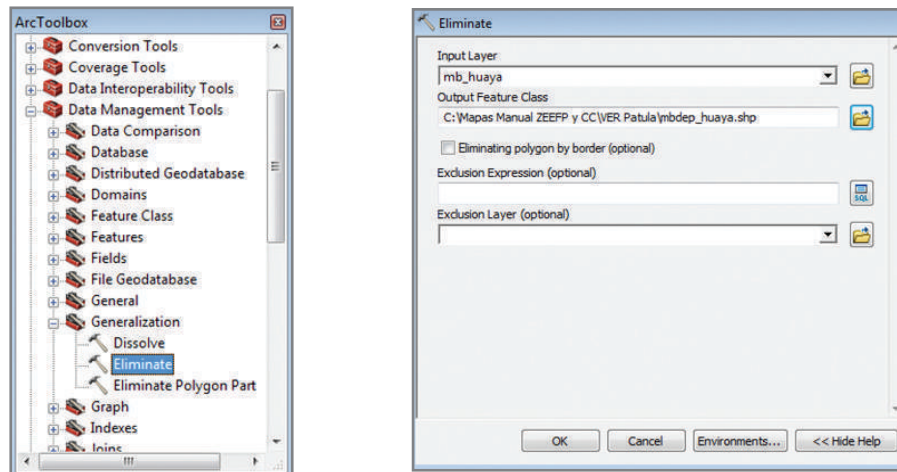 ArcToolbox
Conversion Tools
Coverage Tools
Data Interoperability Tools
Data Management Tools
Data Comparison
Database
Distributed Geodatabase
Domains
Feature Class
Features
Fields
File Geodatabase
General
Generalization
Dissolve
Eliminate
Eliminate Polygon Part
Graph
Indexes
Joins
Eliminate
Input Layer
mb_huaya
Output Feature Class
C:\Mapas Manual ZEEFP y CC\VER Patula\mbdep_huaya.shp
Eliminating polygon by border (optional)
Exclusion Expression (optional)
SQL
Exclusion Layer (optional)
OK
Cancel
Environments...
<< Hide Help